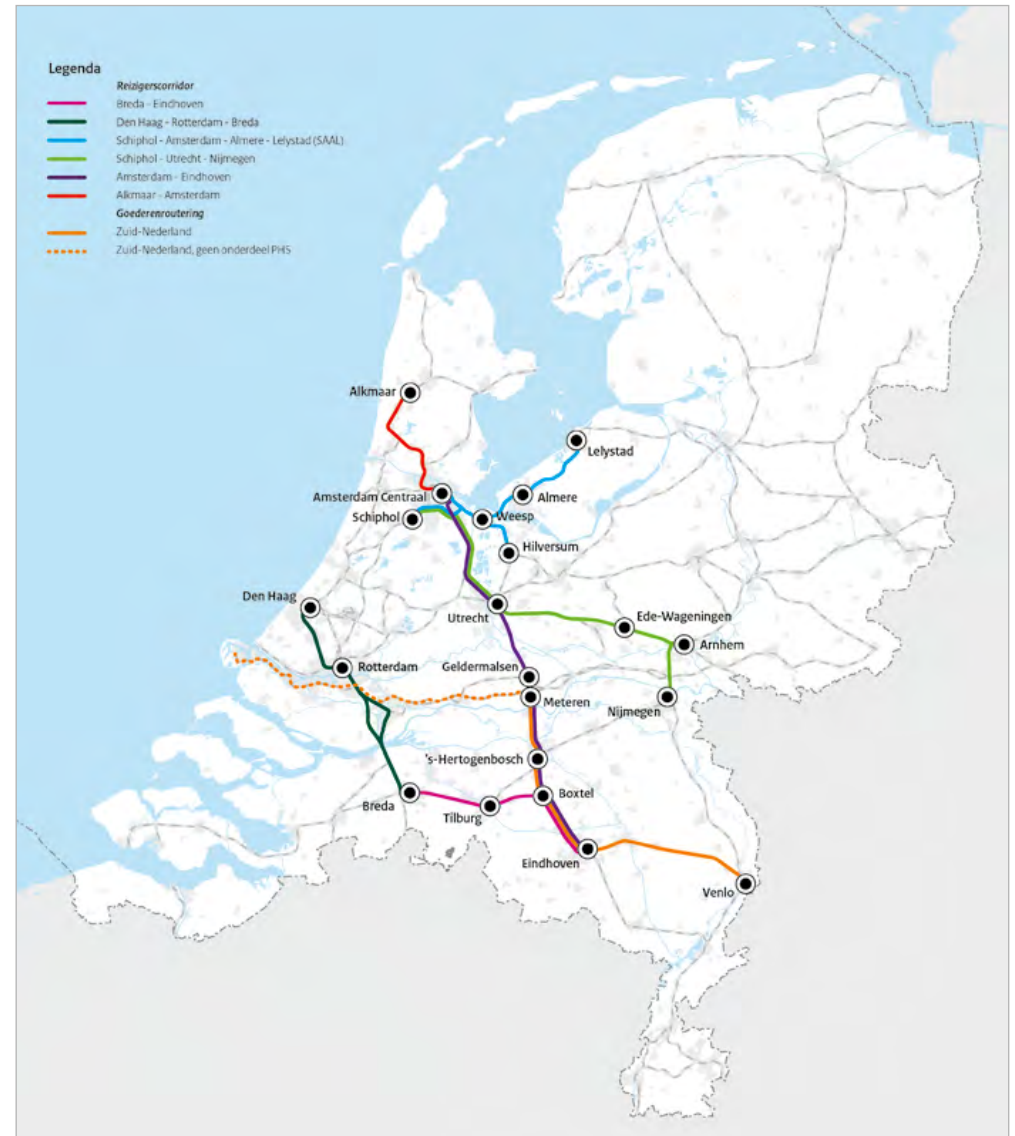 Legenda
Reizigerscorridor
Breda - Eindhoven
Den Haag - Rotterdam - Breda
Schiphol - Amsterdam - Almere - Lelystad (SAAL)
Schiphol - Utrecht - Nijmegen
Amsterdam - Eindhoven
Alkmaar - Amsterdam
Goederenroutering
Zuid-Nederland
Zuid-Nederland, geen onderdeel PHS
Alkmaar
Lelystad
Amsterdam Centraal
Almere
Schiphol
Weesp
Hilversum
Den Haag
Utrecht
Ede-Wageningen
Arnhem
Rotterdam
Geldermalsen
Meteren
Nijmegen
's-Hertogenbosch
Breda
Tilburg
Boxtel
Eindhoven
Venlo